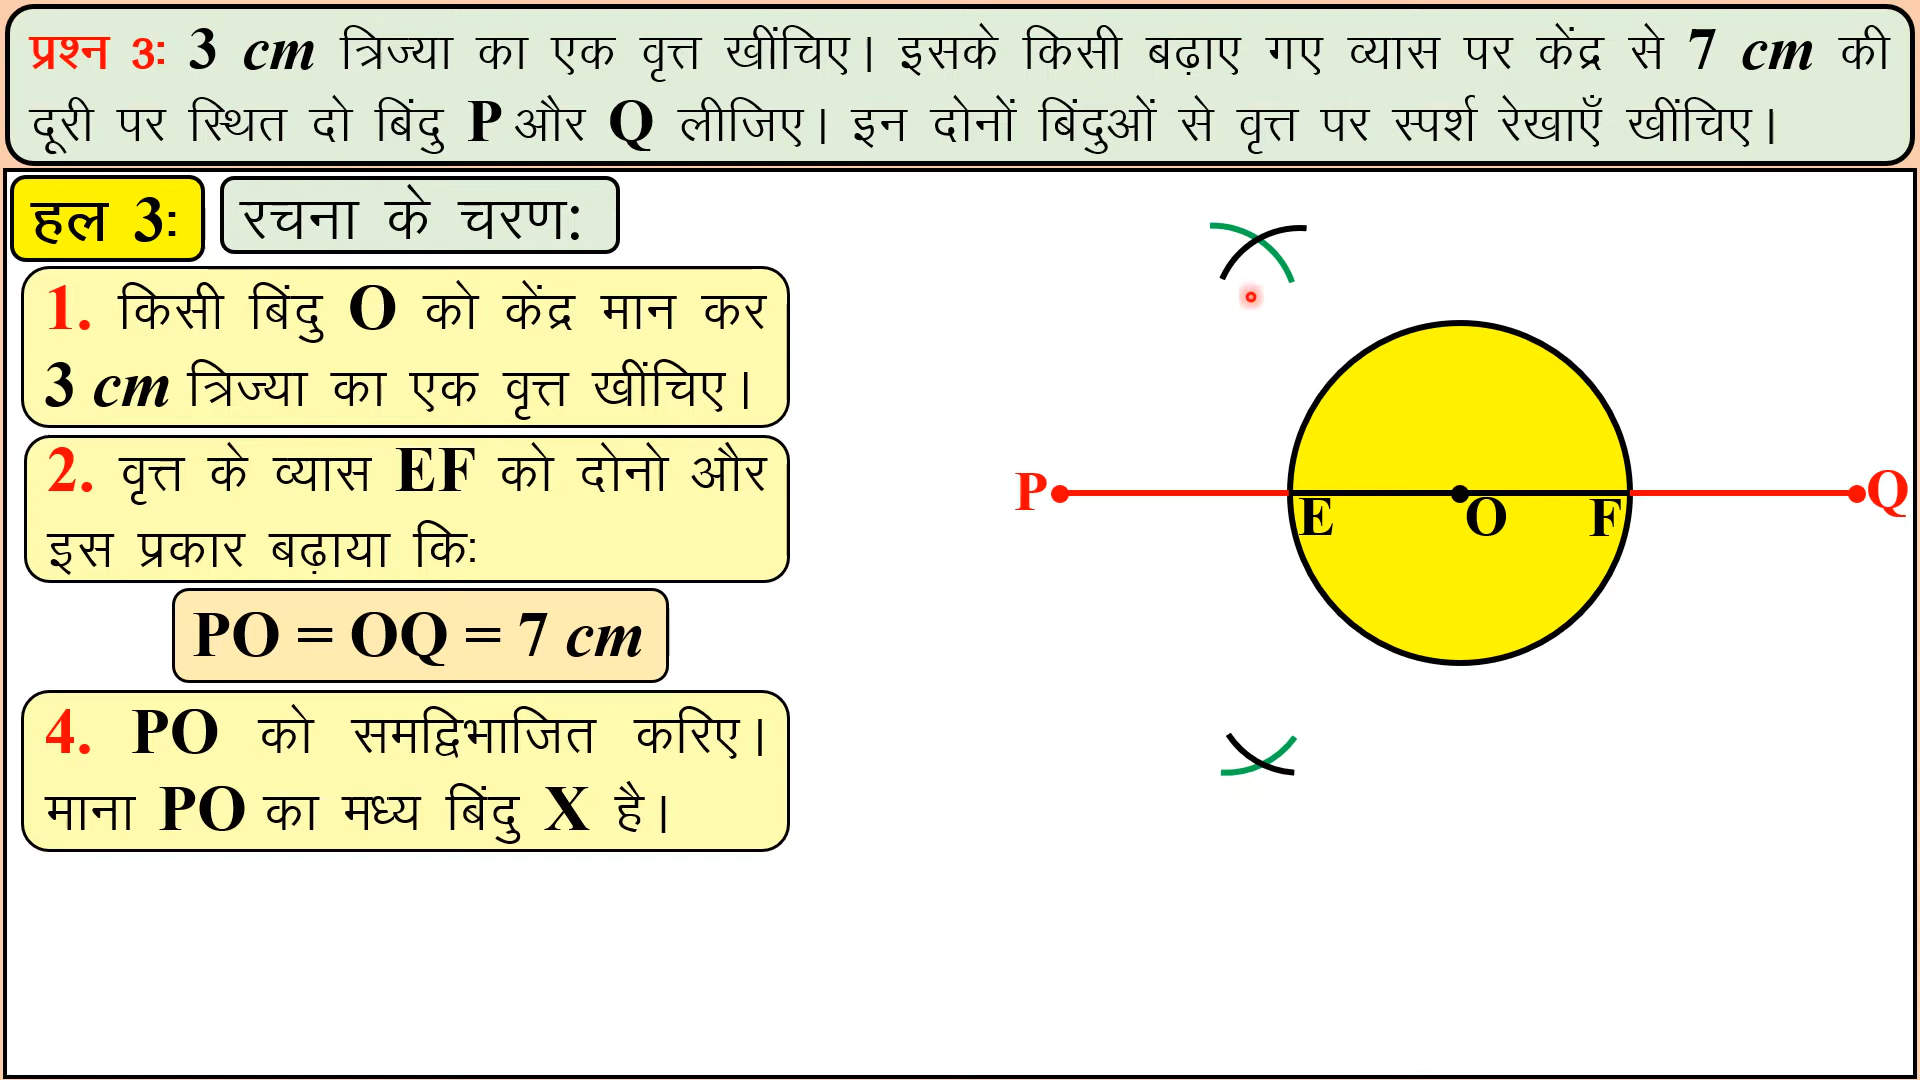 प्रश्न 3: 3 cm त्रिज्या का एक वृत्त खींचिए। इसके किसी बढ़ाए गए व्यास पर केंद्र से 7 cm की
दूरी पर स्थित दो बिंदु P और Q लीजिए। इन दोनों बिंदुओं से वृत्त पर स्पर्श रेखाएँ खींचिए।
हल 3: रचना के चरण:
1. किसी बिंदु O को केंद्र मान कर
3 cm त्रिज्या का एक वृत्त खींचिए।
2. वृत्त के व्यास EF को दोनो और
इस प्रकार बढ़ाया कि:
PO = OQ = 7 cm
4. PO को समद्विभाजित करिए।
माना PO का मध्य बिंदु X है।
P E O F Q